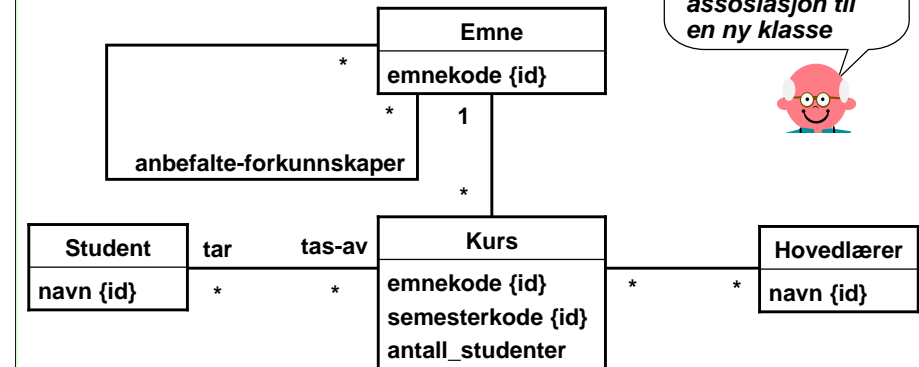 assosiasjon til
en ny klasse
Emne
*
emnekode {id}
*
1
anbefalte-forkunnskaper
*
Student
tar
tas-av
Kurs
Hovedlærer
navn {id}
*
*
emnekode {id}
*
*
navn {id}
semesterkode {id}
antall_studenter